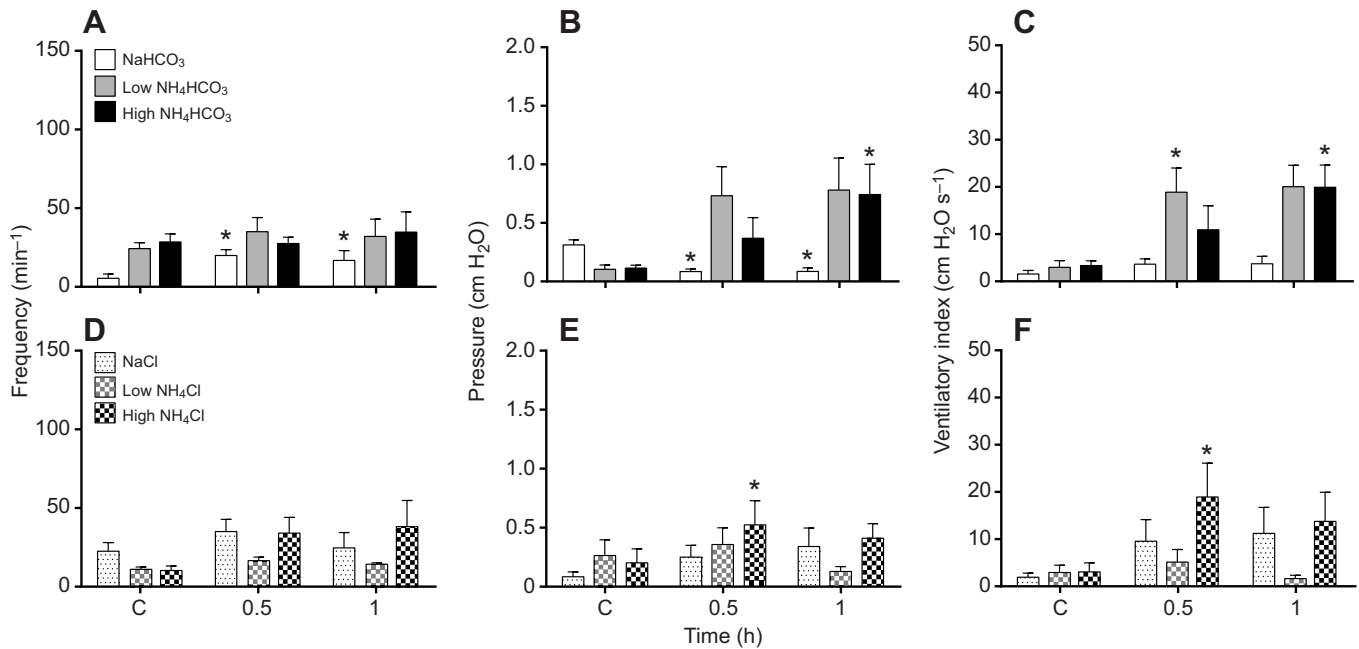 A
B
C
150
100
50
0
Frequency (min⁻¹)
NaHCO₃
Low NH₄HCO₃
High NH₄HCO₃
* *
2.0
1.5
1.0
0.5
0
Pressure (cm H₂O)
* * *
50
40
30
20
10
0
Ventilatory index (cm H₂O s⁻¹)
* *
D
E
F
150
100
50
0
NaCl
Low NH₄Cl
High NH₄Cl
C 0.5 1
2.0
1.5
1.0
0.5
0
*
C 0.5 1
50
40
30
20
10
0
*
C 0.5 1
Time (h)